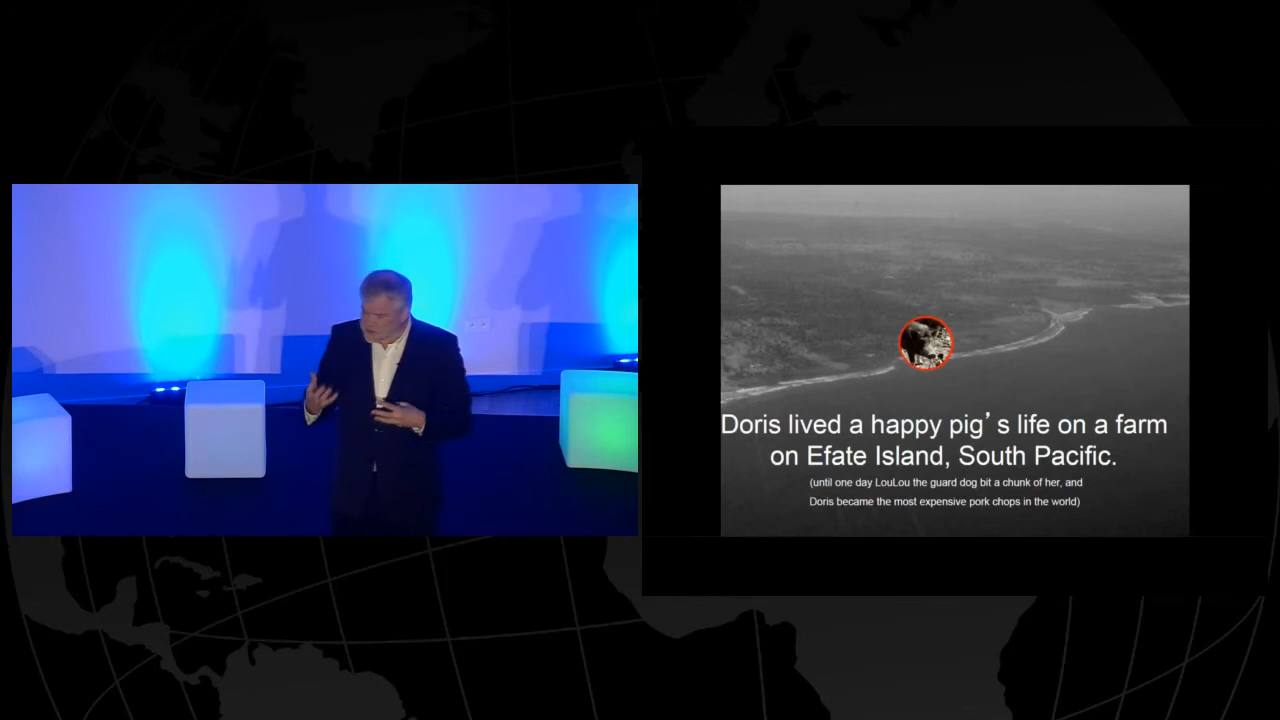 Doris lived a happy pig’s life on a farm
on Efate Island, South Pacific.
(until one day LouLou the guard dog bit a chunk of her, and
Doris became the most expensive pork chops in the world)